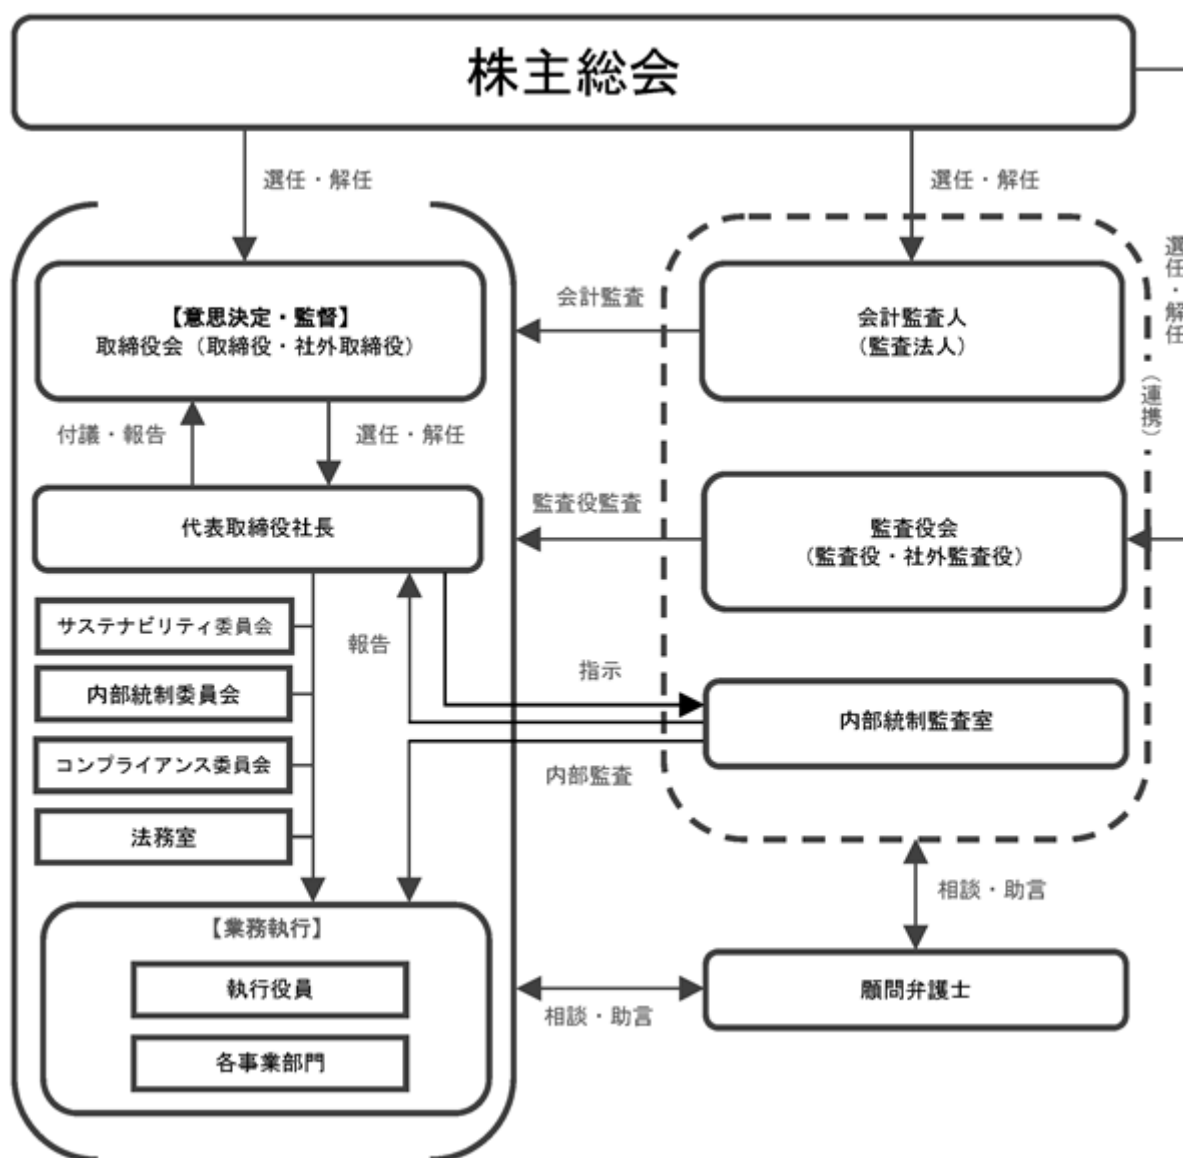 株主総会
選任・解任
選任・解任
選任・解任
【意思決定・監督】
取締役会（取締役・社外取締役）
会計監査
会計監査人
（監査法人）
（連携）
付議・報告
選任・解任
代表取締役社長
監査役監査
監査役会
（監査役・社外監査役）
サステナビリティ委員会
報告
指示
内部統制委員会
内部統制監査室
コンプライアンス委員会
内部監査
法務室
相談・助言
【業務執行】
執行役員
相談・助言
顧問弁護士
各事業部門